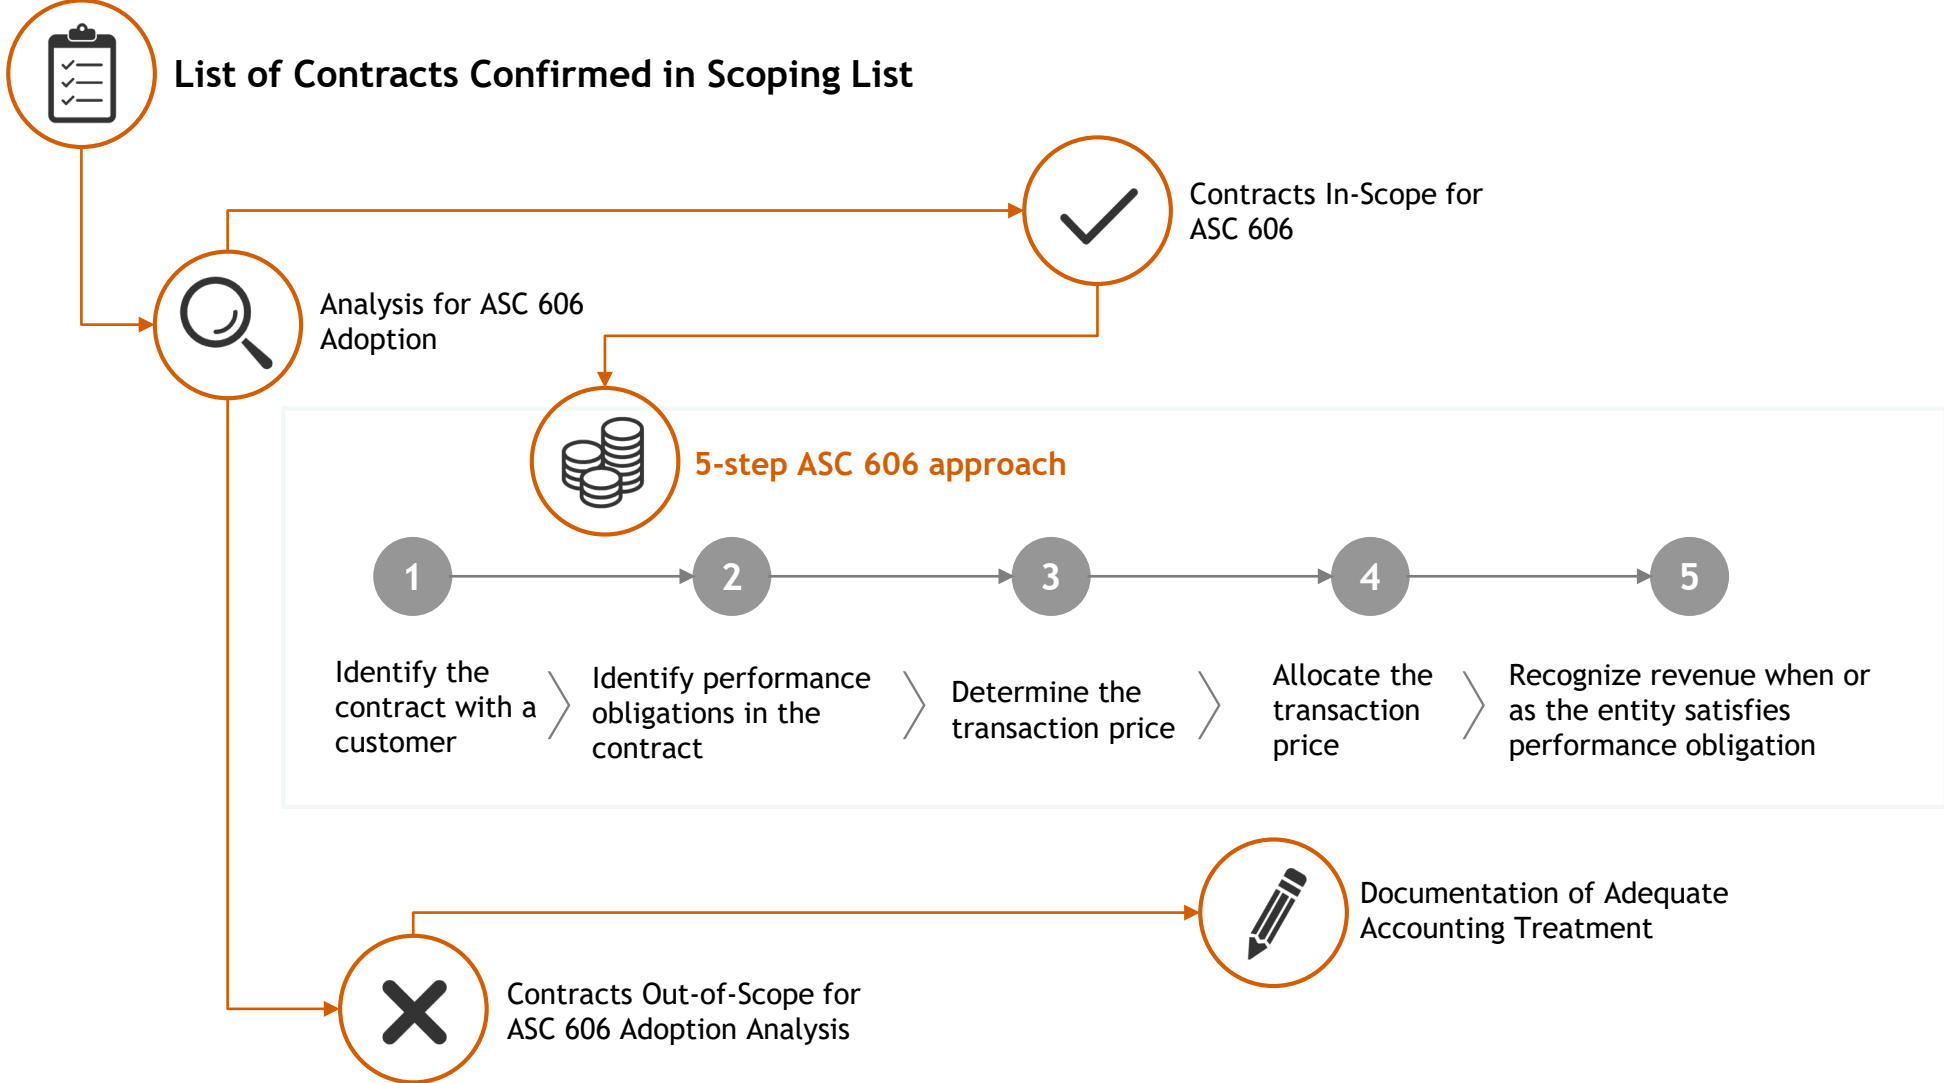 List of Contracts Confirmed in Scoping List
Contracts In-Scope for
ASC 606
Analysis for ASC 606
Adoption
5-step ASC 606 approach
1
2
3
4
5
Identify the
contract with a
customer
Identify performance
obligations in the
contract
Determine the
transaction price
Allocate the
transaction
price
Recognize revenue when or
as the entity satisfies
performance obligation
Documentation of Adequate
Accounting Treatment
Contracts Out-of-Scope for
ASC 606 Adoption Analysis